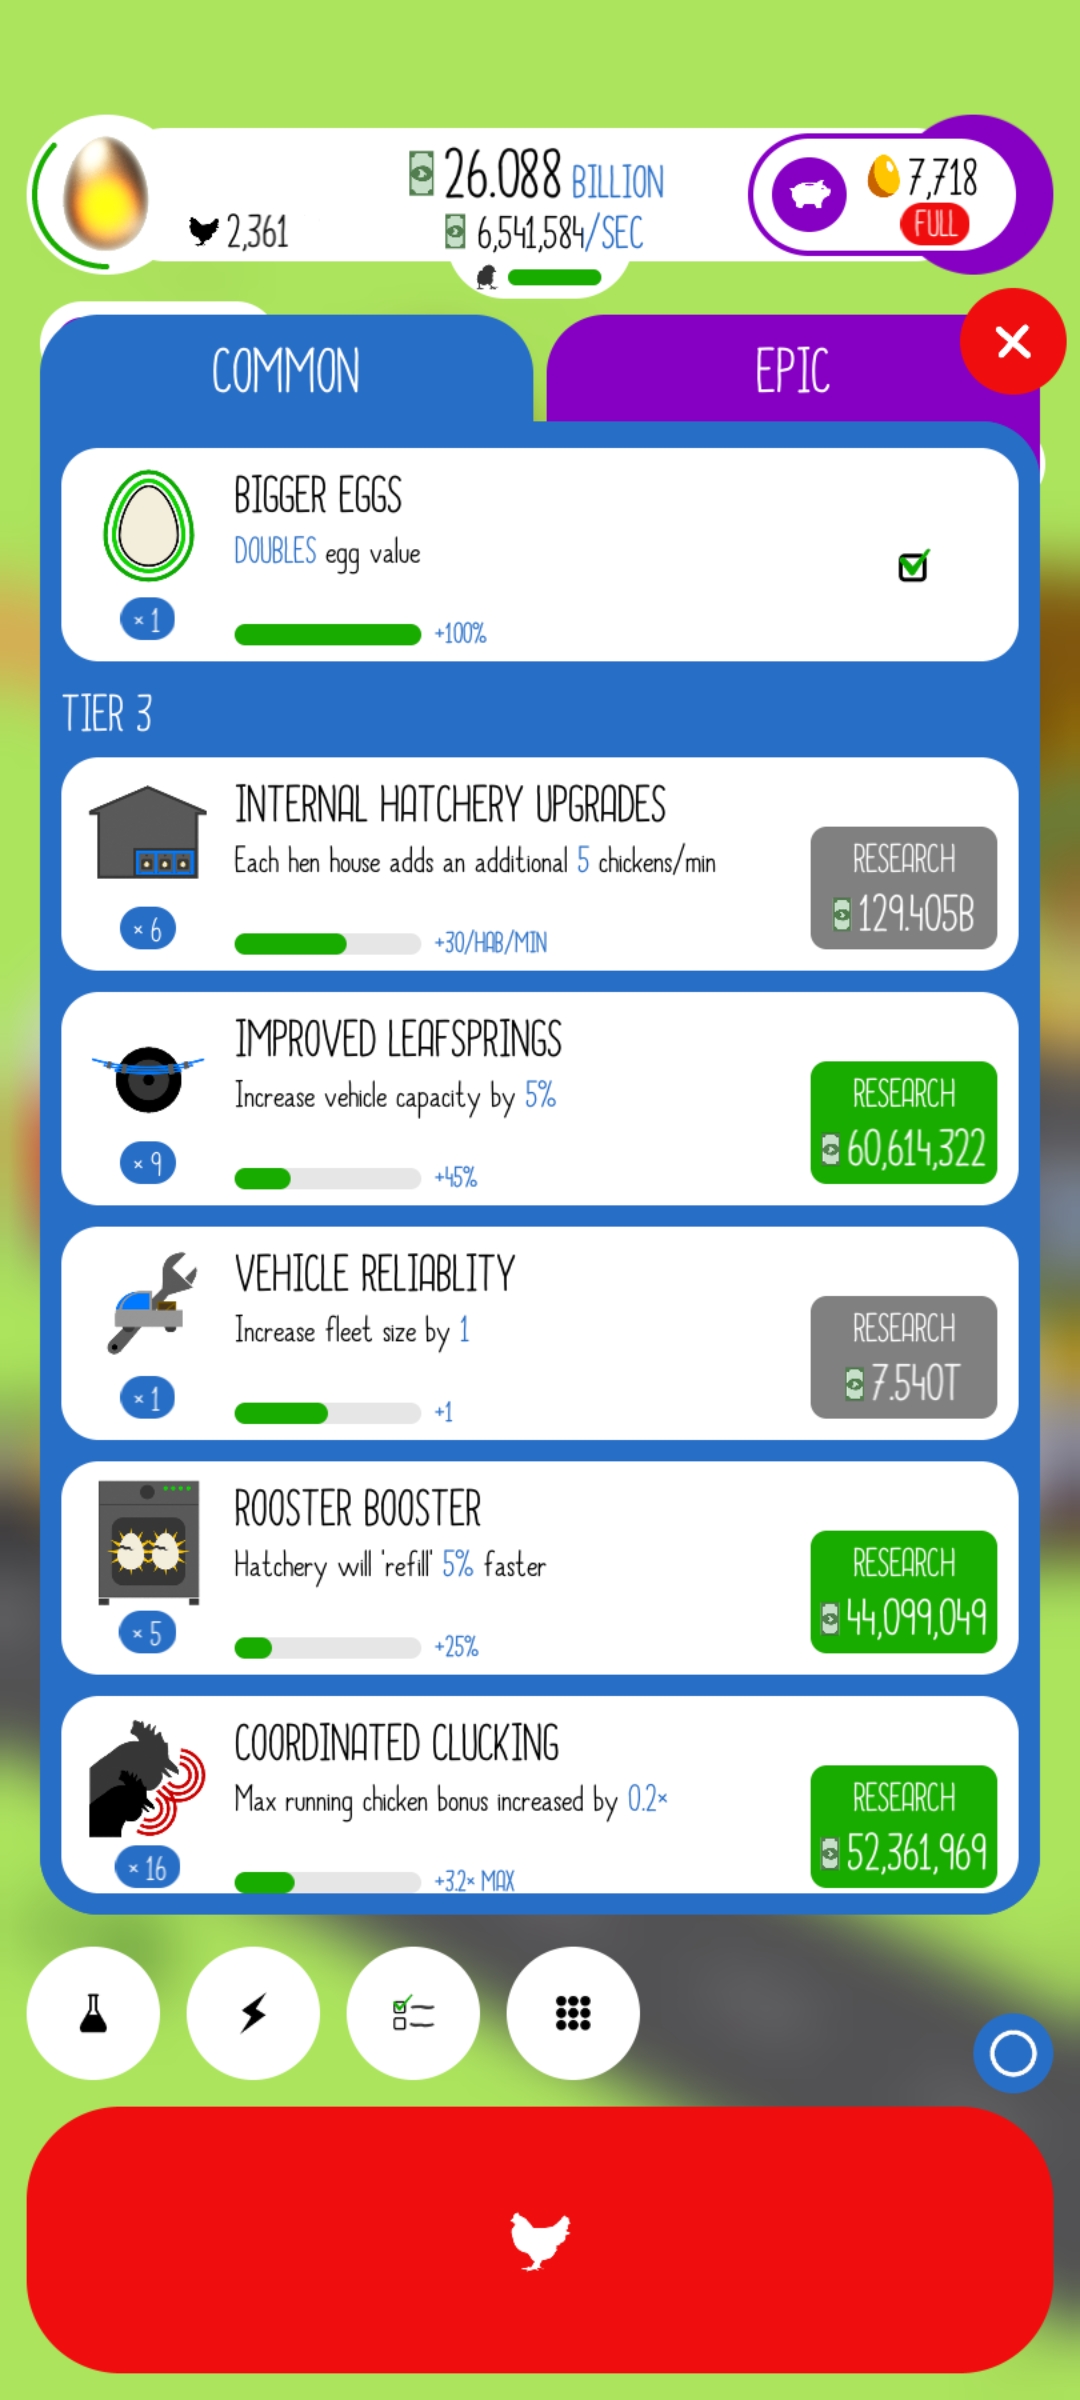 26.088 BILLION
7,718
2,361
6,541,584/SEC
FULL
COMMON
EPIC
BIGGER EGGS
DOUBLES egg value
× 1
+100%
TIER 3
INTERNAL HATCHERY UPGRADES
Each hen house adds an additional 5 chickens/min
RESEARCH
129.405B
× 6
+30/HAB/MIN
IMPROVED LEAFSPRINGS
Increase vehicle capacity by 5%
RESEARCH
60,614,322
× 9
+45%
VEHICLE RELIABLITY
Increase fleet size by 1
RESEARCH
7.540T
× 1
+1
ROOSTER BOOSTER
Hatchery will 'refill' 5% faster
RESEARCH
44,099,049
× 5
+25%
COORDINATED CLUCKING
Max running chicken bonus increased by 0.2×
RESEARCH
52,361,969
× 16
+3.2× MAX